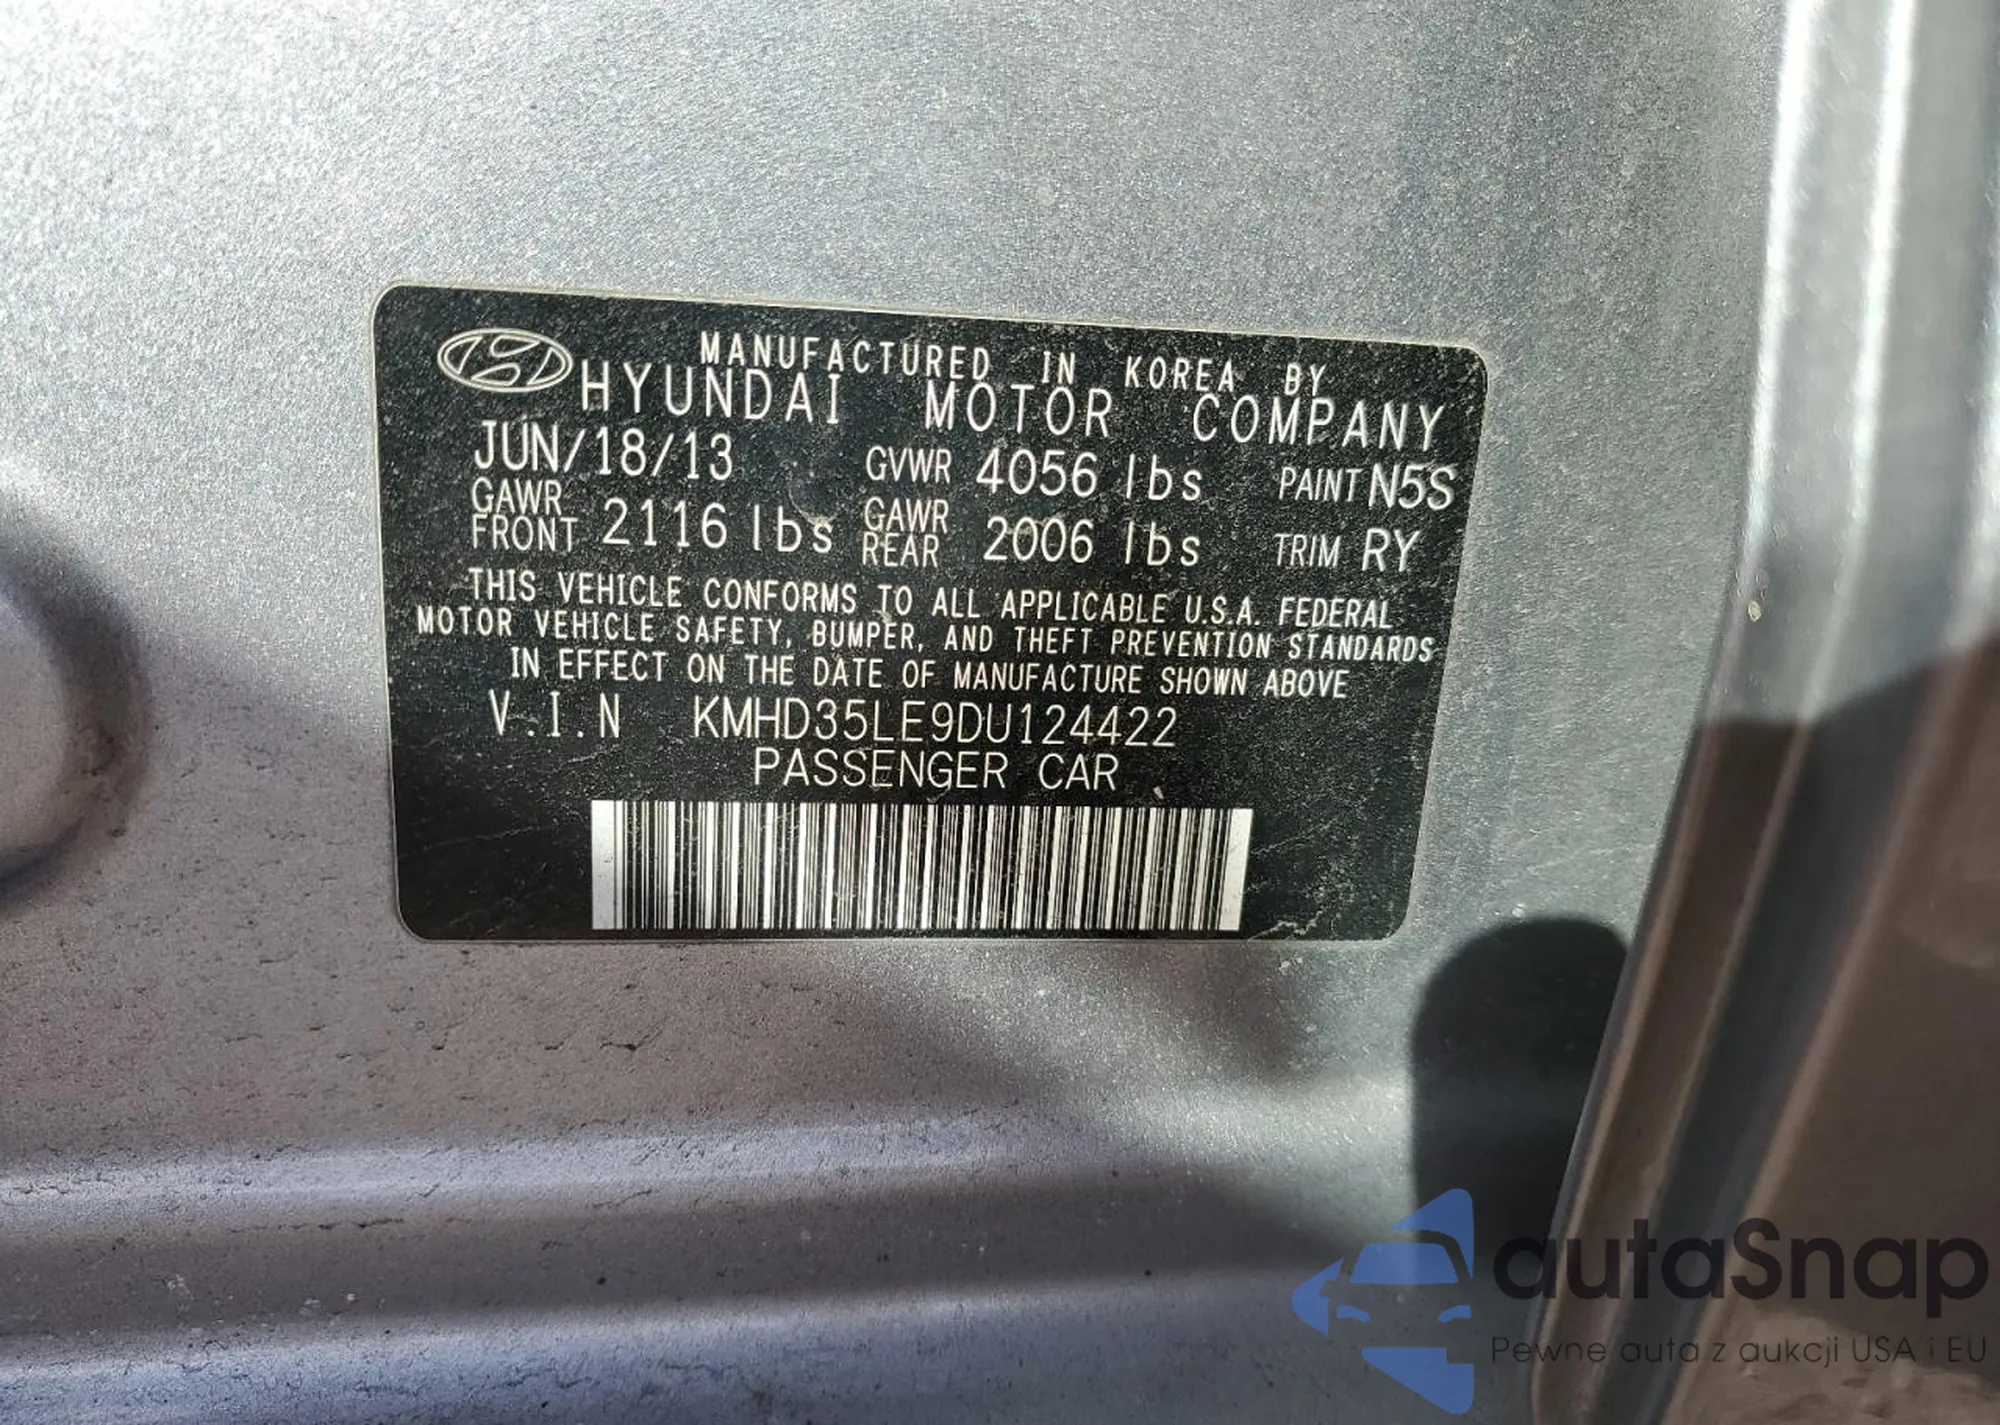 MANUFACTURED IN KOREA BY
HYUNDAI MOTOR COMPANY
JUN/18/13 GVWR 4056 lbs PAINT N5S
GAWR FRONT 2116 lbs GAWR REAR 2006 lbs TRIM RY
THIS VEHICLE CONFORMS TO ALL APPLICABLE U.S.A. FEDERAL
MOTOR VEHICLE SAFETY, BUMPER, AND THEFT PREVENTION STANDARDS
IN EFFECT ON THE DATE OF MANUFACTURE SHOWN ABOVE
V.I.N KMHD35LE9DU124422
PASSENGER CAR
autaSnap
Pewne auta z aukcji USA i EU